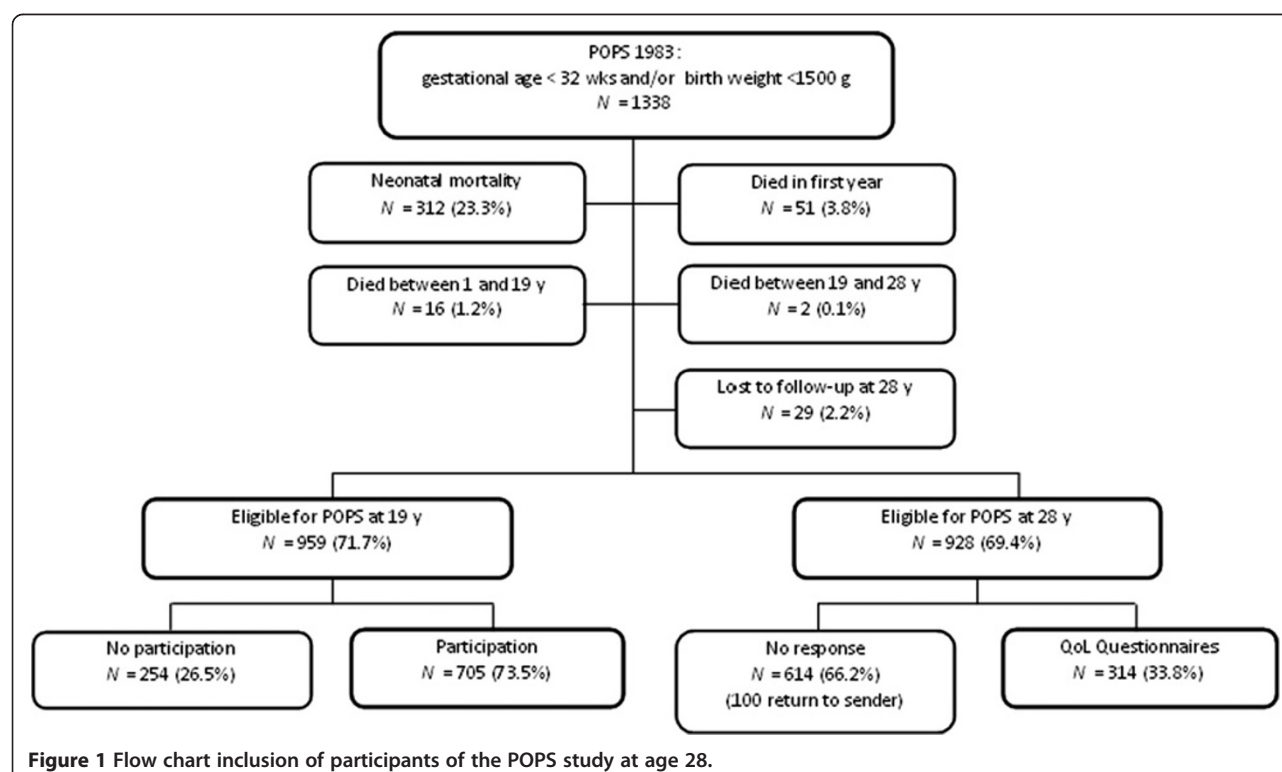 POPS 1983:
gestational age < 32 wks and/or birth weight <1500 g
N = 1338
Neonatal mortality
N = 312 (23.3%)
Died in first year
N = 51 (3.8%)
Died between 1 and 19 y
N = 16 (1.2%)
Died between 19 and 28 y
N = 2 (0.1%)
Lost to follow-up at 28 y
N = 29 (2.2%)
Eligible for POPS at 19 y
N = 959 (71.7%)
Eligible for POPS at 28 y
N = 928 (69.4%)
No participation
N = 254 (26.5%)
Participation
N = 705 (73.5%)
No response
N = 614 (66.2%)
(100 return to sender)
QoL Questionnaires
N = 314 (33.8%)
Figure 1 Flow chart inclusion of participants of the POPS study at age 28.